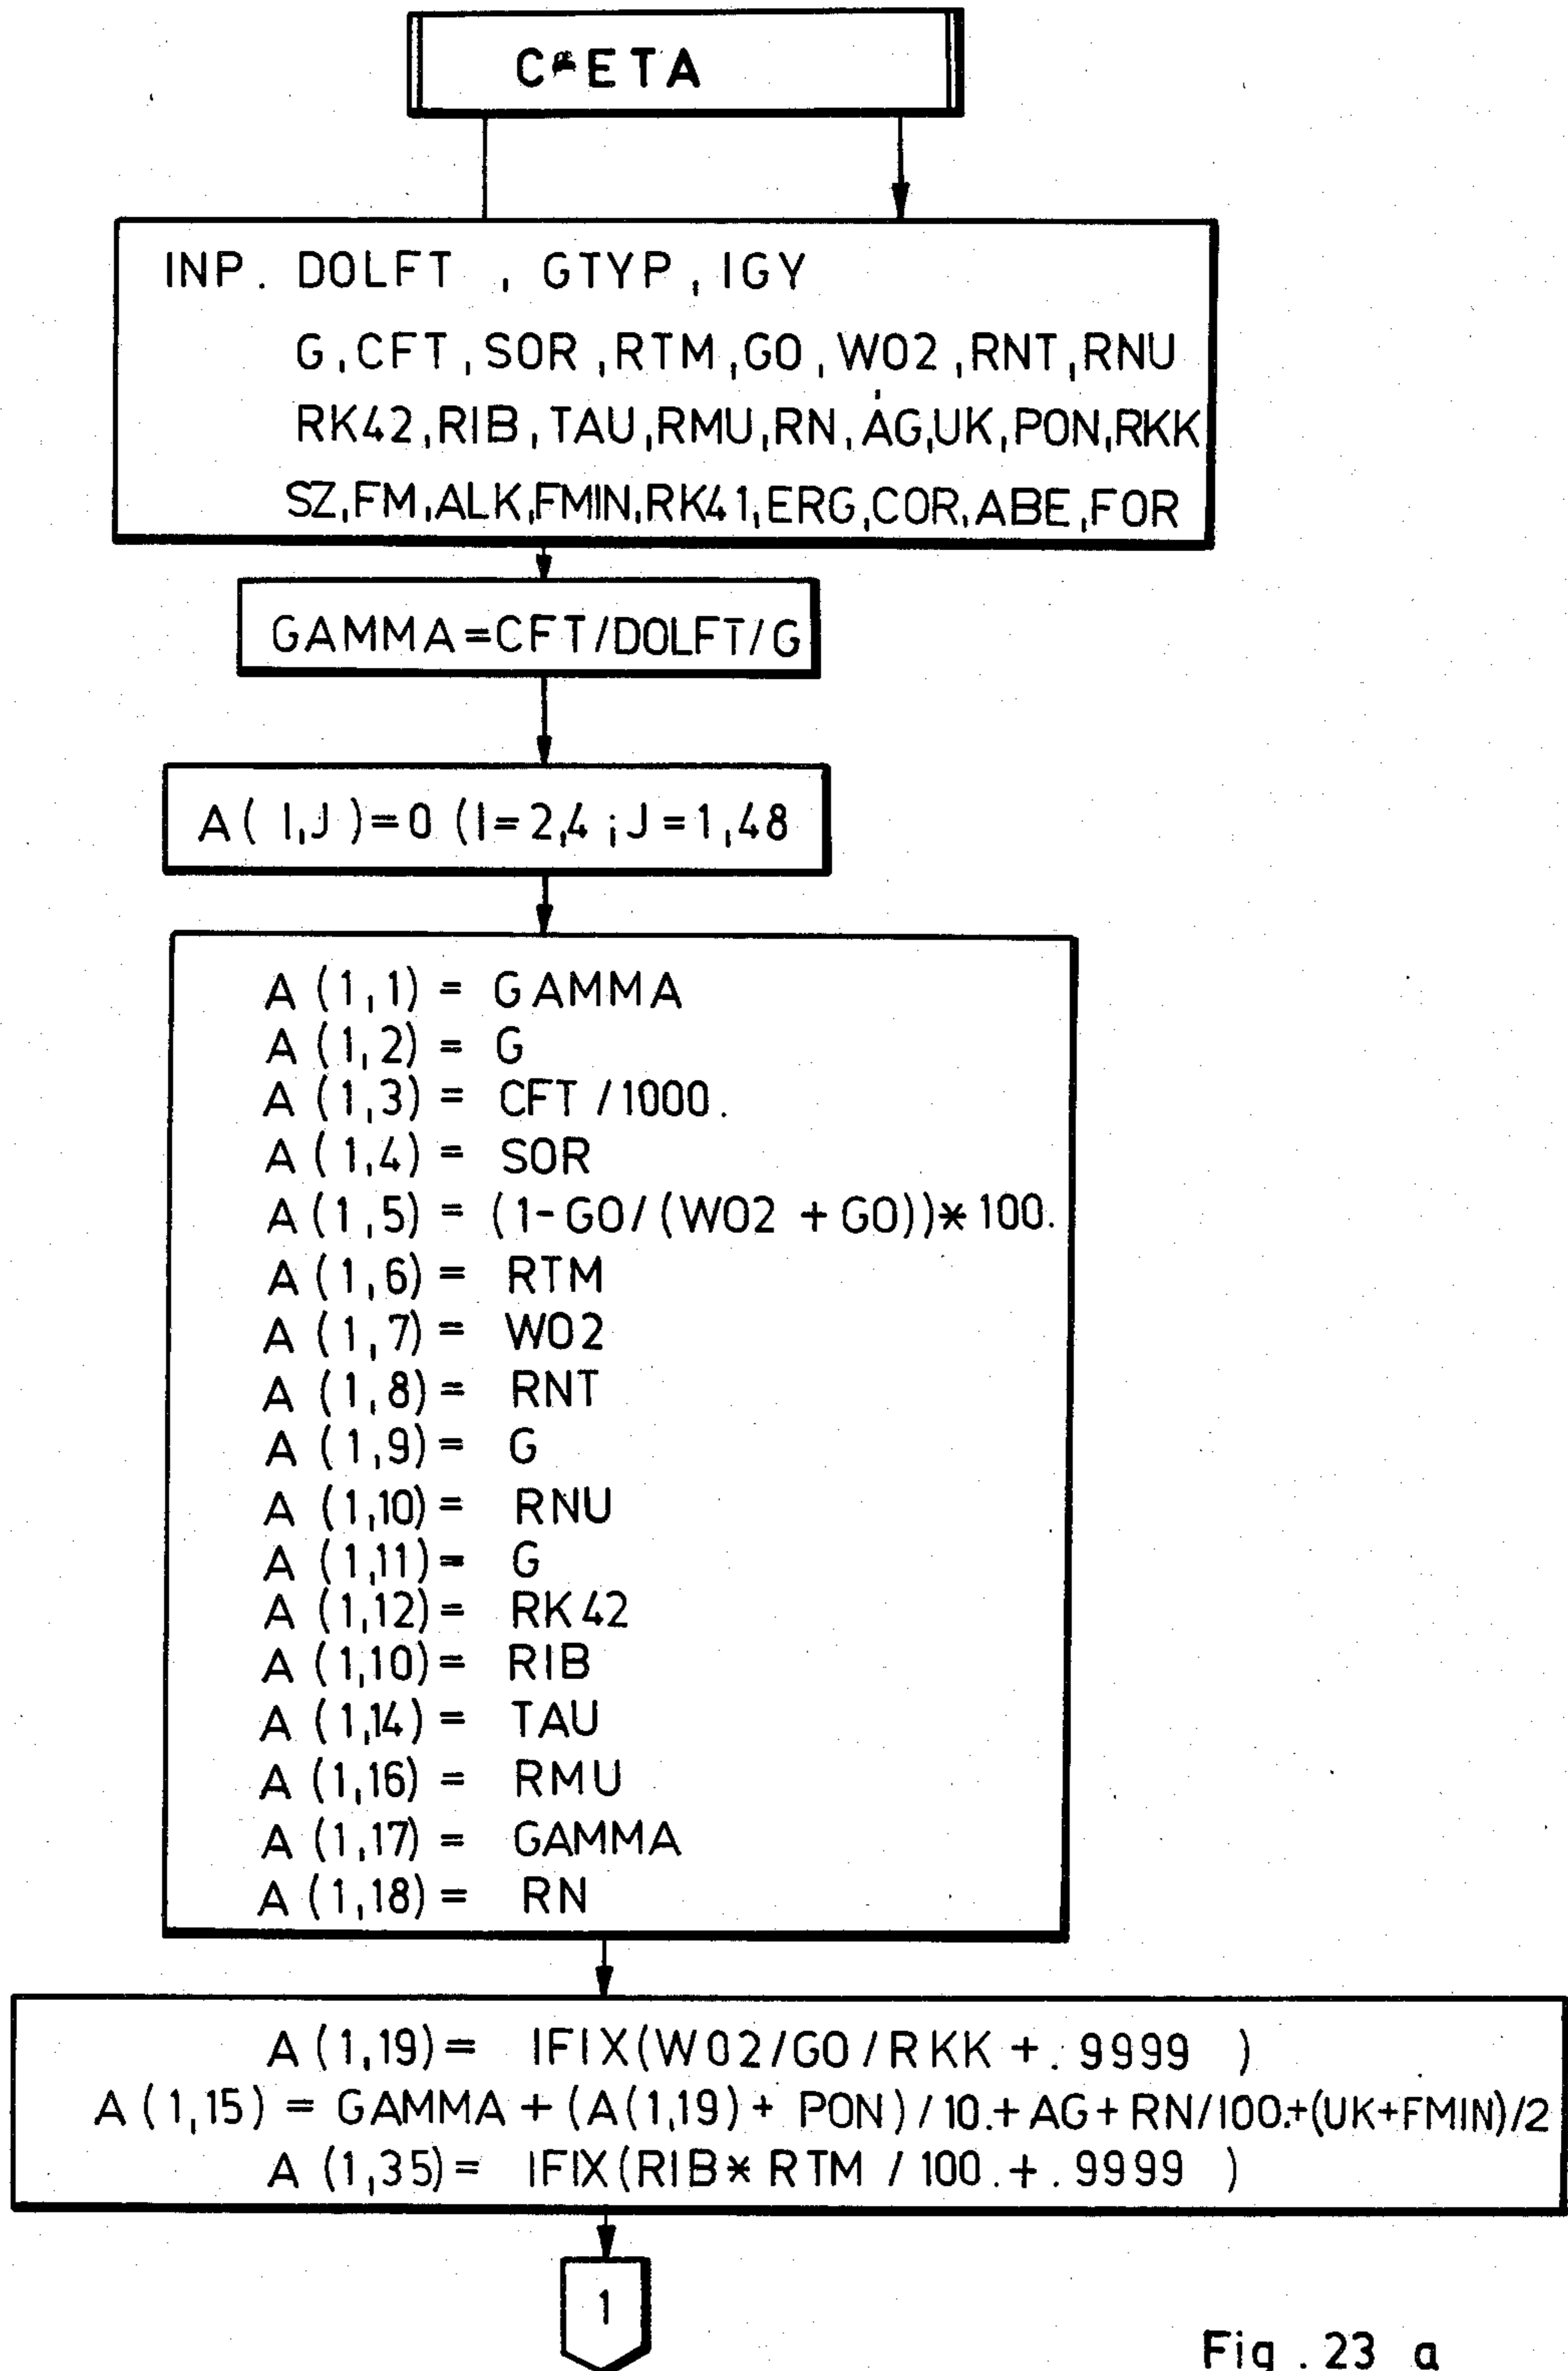 C*ETA
INP. DOLFT , GTYP, IGY
G, CFT, SOR, RTM, GO, WO2, RNT, RNU
RK42, RIB, TAU, RMU, RN, ȦG, UK, PON, RKK
SZ, FM, ALK, FMIN, RK41, ERG, COR, ABE, FOR
GAMMA=CFT/DOLFT/G
A( I,J )=0 (I=2,4 ; J=1,48
A (1,1) = GAMMA
A (1,2) = G
A (1,3) = CFT /1000.
A (1,4) = SOR
A (1,5) = (1-GO/(WO2 +GO))* 100.
A (1,6) = RTM
A (1,7) = WO2
A (1,8) = RNT
A (1,9) = G
A (1,10) = RNU
A (1,11) = G
A (1,12) = RK42
A (1,10) = RIB
A (1,14) = TAU
A (1,16) = RMU
A (1,17) = GAMMA
A (1,18) = RN
A (1,19) = IFIX(WO2/GO/RKK +.9999 )
A (1,15) = GAMMA + (A(1,19) + PON)/10.+AG+RN/100.+(UK+FMIN)/2
A (1,35) = IFIX(RIB* RTM / 100.+.9999 )
1
Fig. 23 a